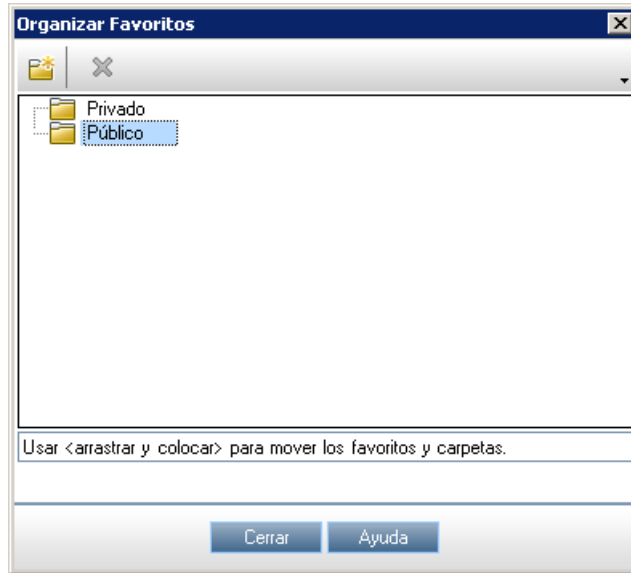 Organizar Favoritos
Privado
Público
Usar <arrastrar y colocar> para mover los favoritos y carpetas.
Cerrar Ayuda